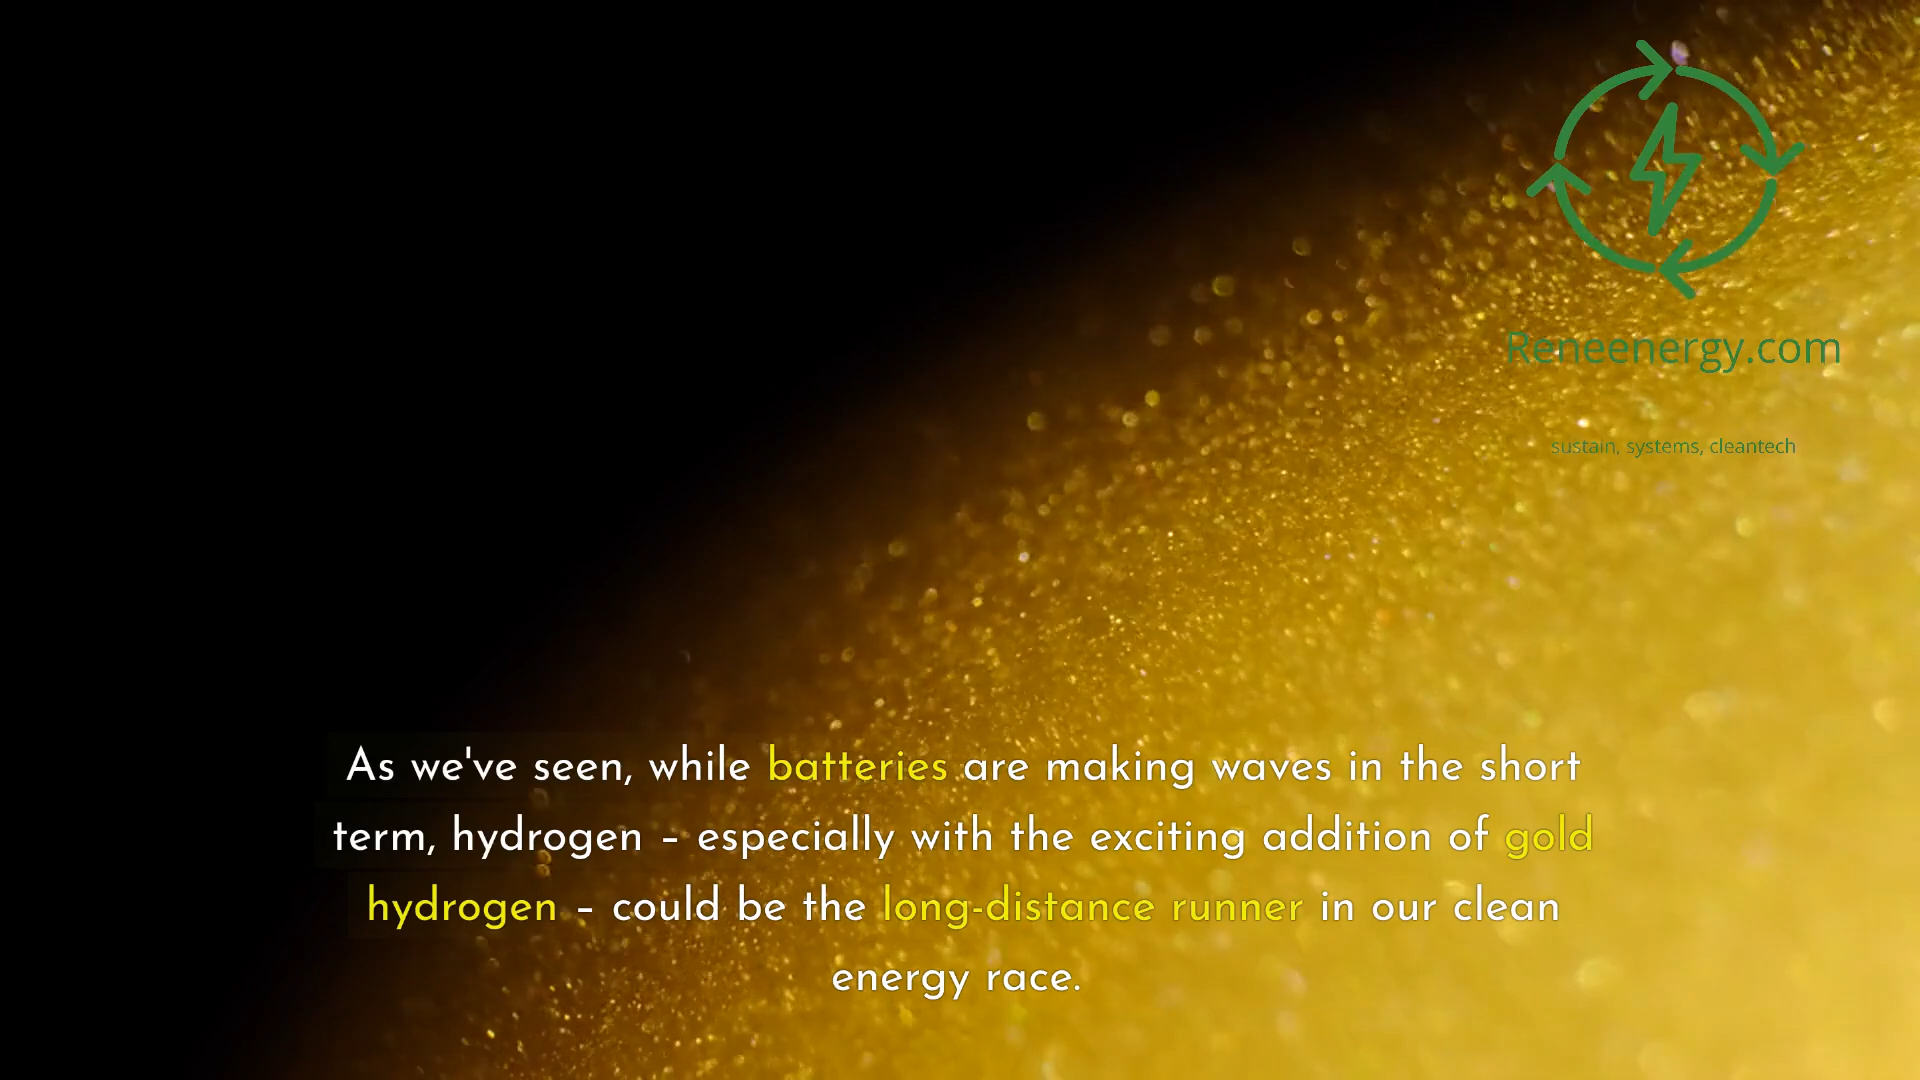 Reneenergy.com
sustain, systems, cleantech
As we've seen, while batteries are making waves in the short
term, hydrogen – especially with the exciting addition of gold
hydrogen – could be the long-distance runner in our clean
energy race.